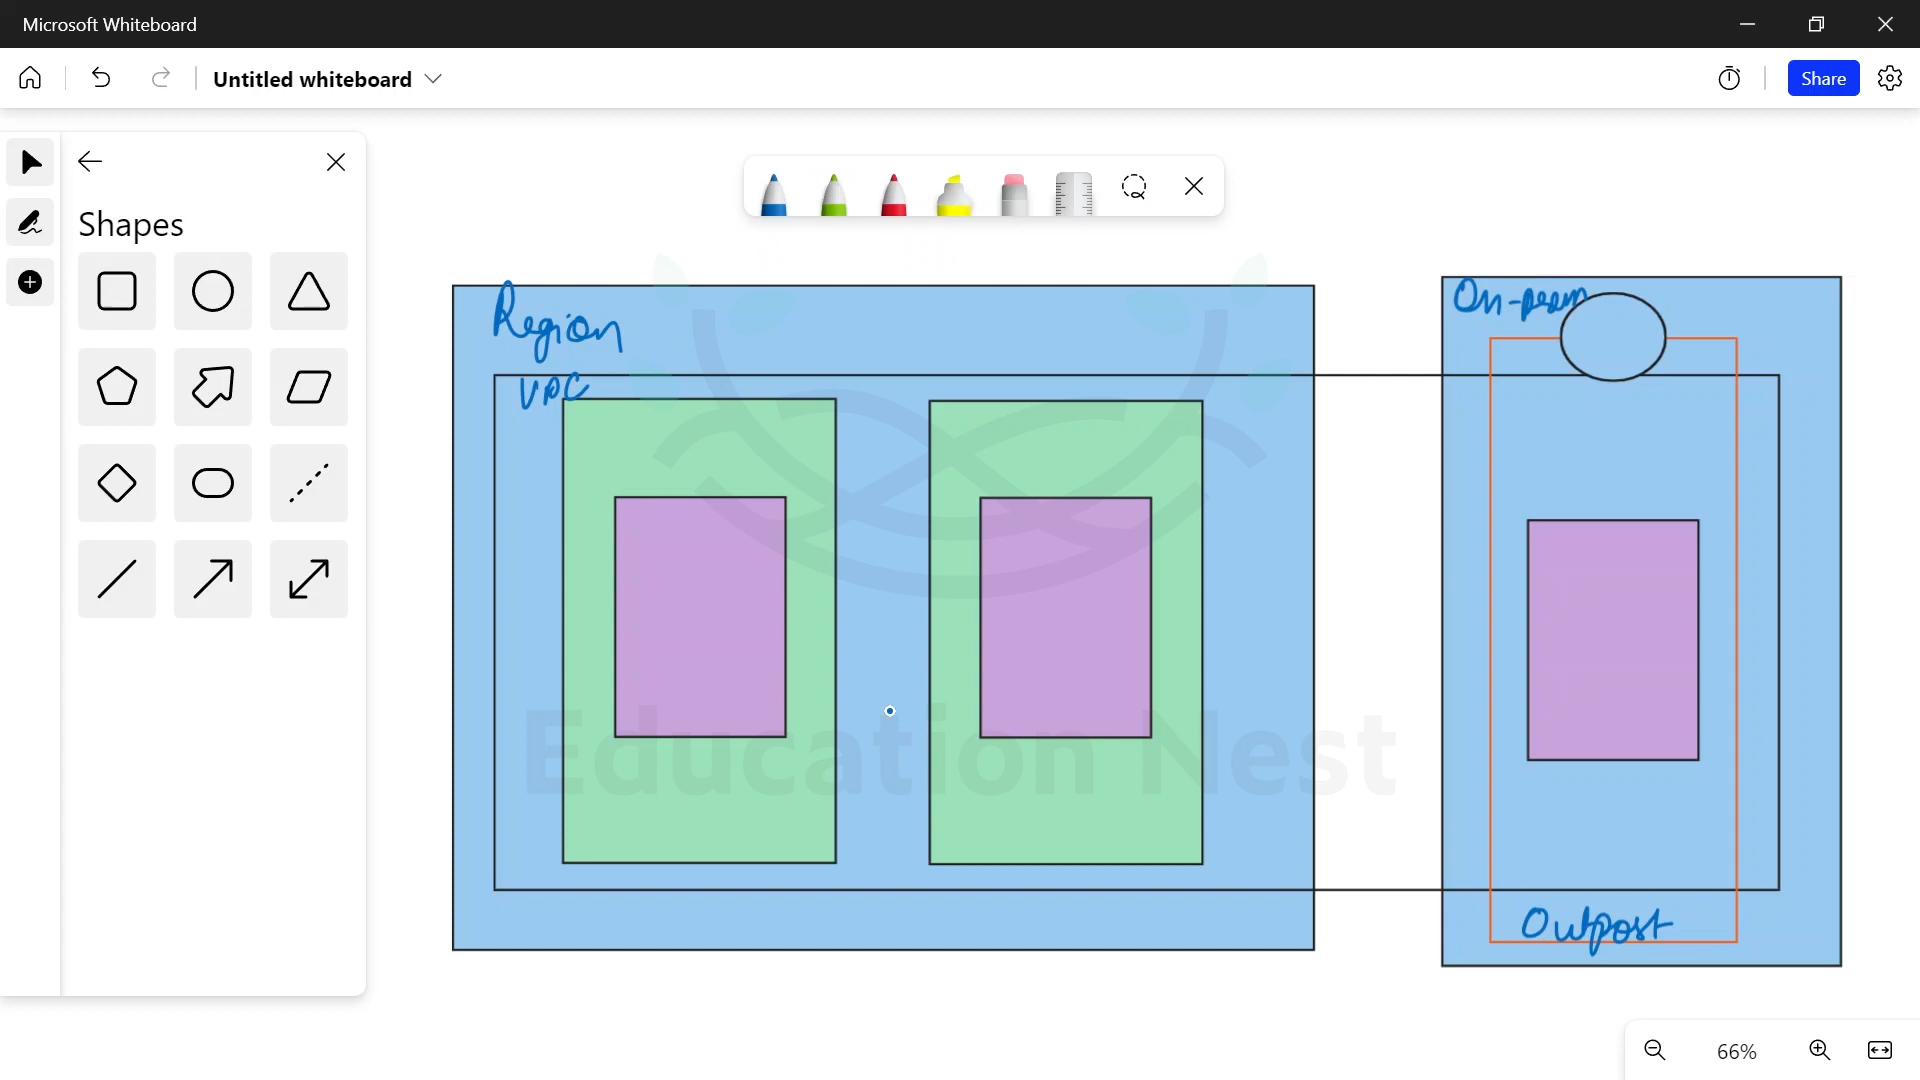 Microsoft Whiteboard
Untitled whiteboard
Share
Shapes
Region
VPC
On-prem
Education Nest
Outpost
66%